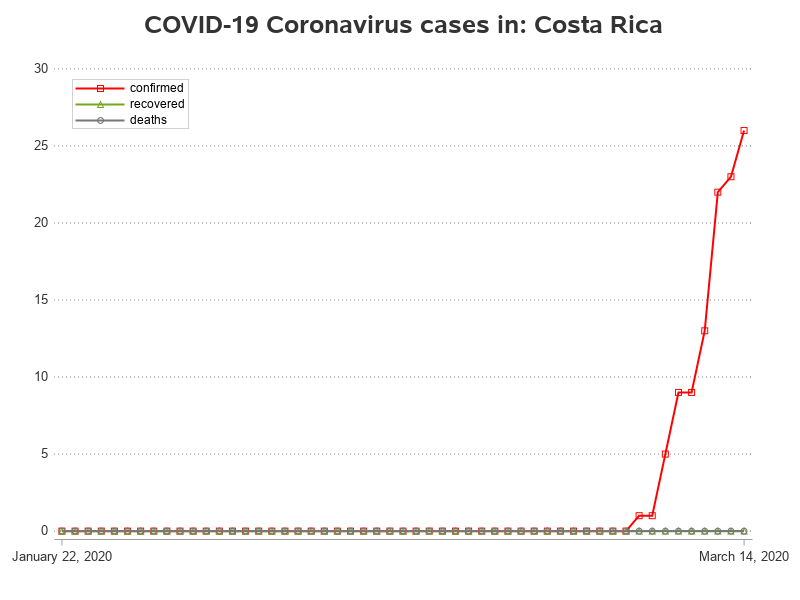 COVID-19 Coronavirus cases in: Costa Rica
30
confirmed
recovered
deaths
25
20
15
10
5
0
January 22, 2020
March 14, 2020